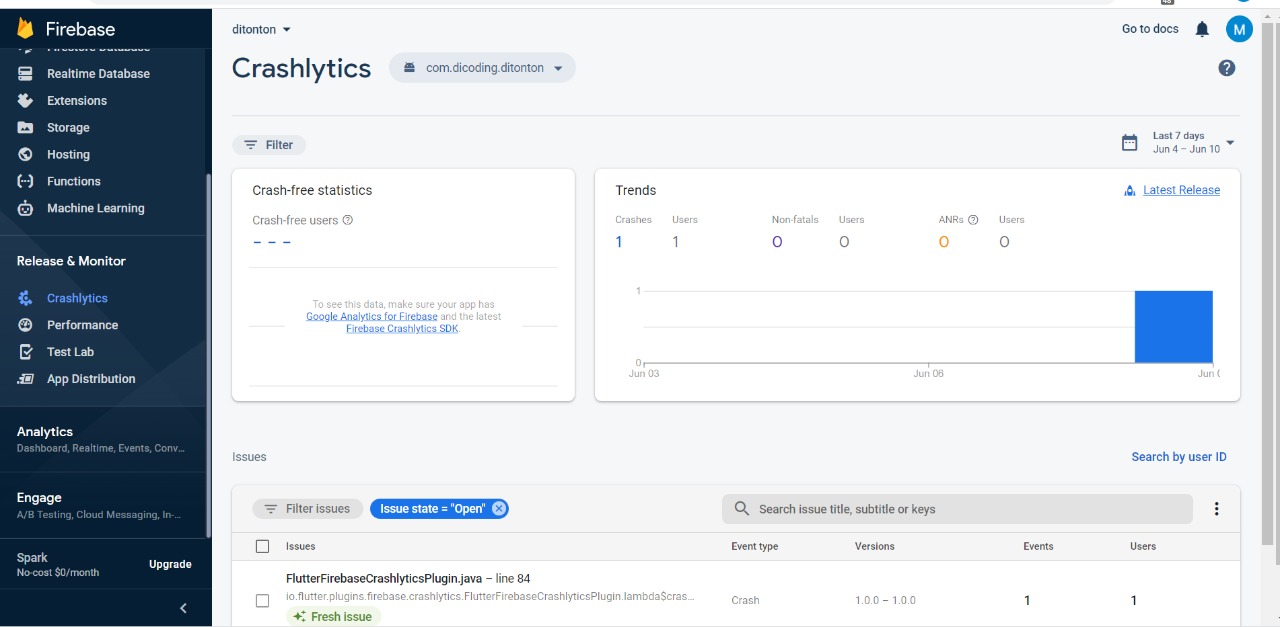 48
Firebase
Firestore Database
Realtime Database
Extensions
Storage
Hosting
Functions
Machine Learning
Release & Monitor
Crashlytics
Performance
Test Lab
App Distribution
Analytics
Dashboard, Realtime, Events, Conv...
Engage
A/B Testing, Cloud Messaging, In-...
Spark
No-cost $0/month
Upgrade
ditonton
Go to docs
M
Crashlytics
com.dicoding.ditonton
Filter
Last 7 days
Jun 4 – Jun 10
Crash-free statistics
Crash-free users
– – –
To see this data, make sure your app has
Google Analytics for Firebase and the latest
Firebase Crashlytics SDK.
Trends
Latest Release
Crashes Users Non-fatals Users ANRs Users
1 1 0 0 0 0
1
0
Jun 03 Jun 06 Jun
Issues
Search by user ID
Filter issues
Issue state = "Open"
Search issue title, subtitle or keys
Issues Event type Versions Events Users
FlutterFirebaseCrashlyticsPlugin.java – line 84
io.flutter.plugins.firebase.crashlytics.FlutterFirebaseCrashlyticsPlugin.lambda$cras...
Crash 1.0.0 – 1.0.0 1 1
Fresh issue